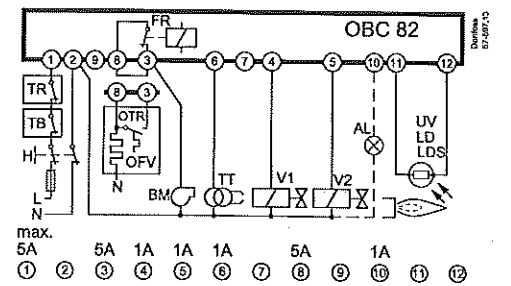 FR
OBC 82
Danfoss
57-697.13
1 2 9 8 3 6 7 4 5 10 11 12
TR
8 3
OTR
TB
OFV
H
N
L
N
BM
TT
V1
V2
AL
UV
LD
LDS
max.
5A 5A 1A 1A 1A 5A 1A
1 2 3 4 5 6 7 8 9 10 11 12